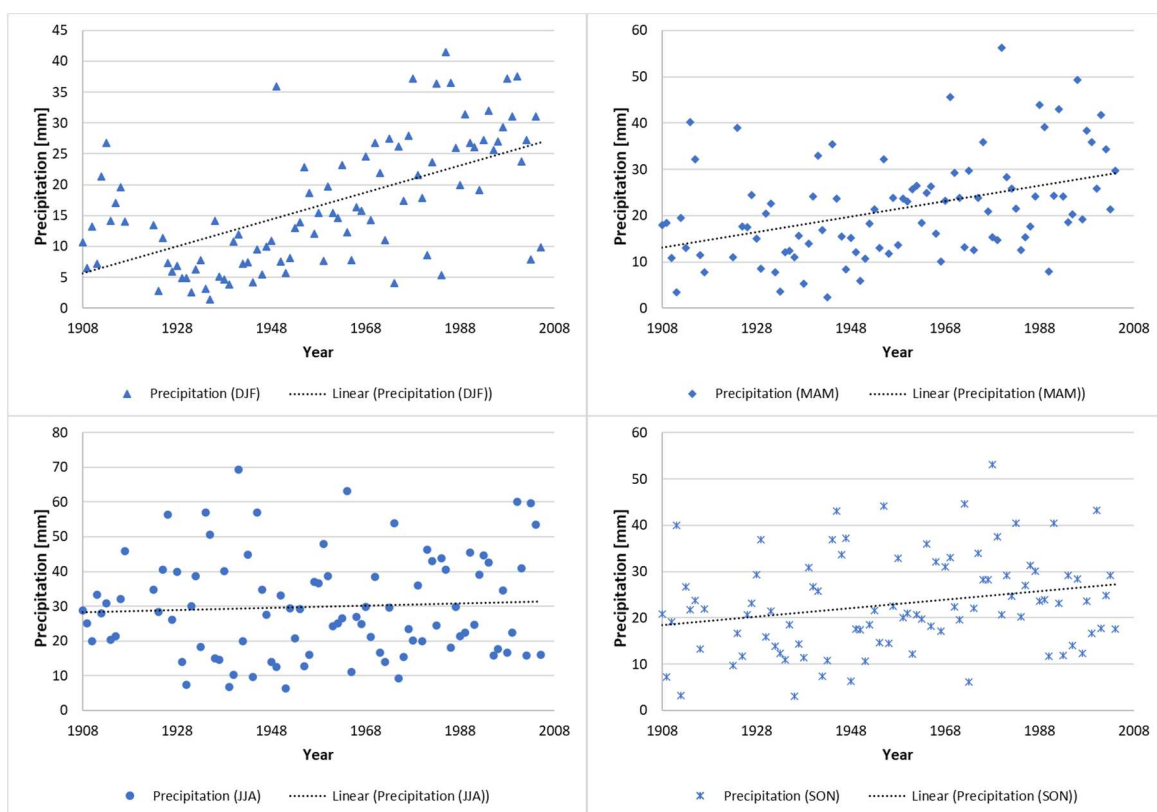 45
40
35
30
25
20
15
10
5
0
Precipitation [mm]
1908 1928 1948 1968 1988 2008
Year
Precipitation (DJF) Linear (Precipitation (DJF))
60
50
40
30
20
10
0
Precipitation [mm]
1908 1928 1948 1968 1988 2008
Year
Precipitation (MAM) Linear (Precipitation (MAM))
80
70
60
50
40
30
20
10
0
Precipitation [mm]
1908 1928 1948 1968 1988 2008
Year
Precipitation (JJA) Linear (Precipitation (JJA))
60
50
40
30
20
10
0
Precipitation [mm]
1908 1928 1948 1968 1988 2008
Year
Precipitation (SON) Linear (Precipitation (SON))